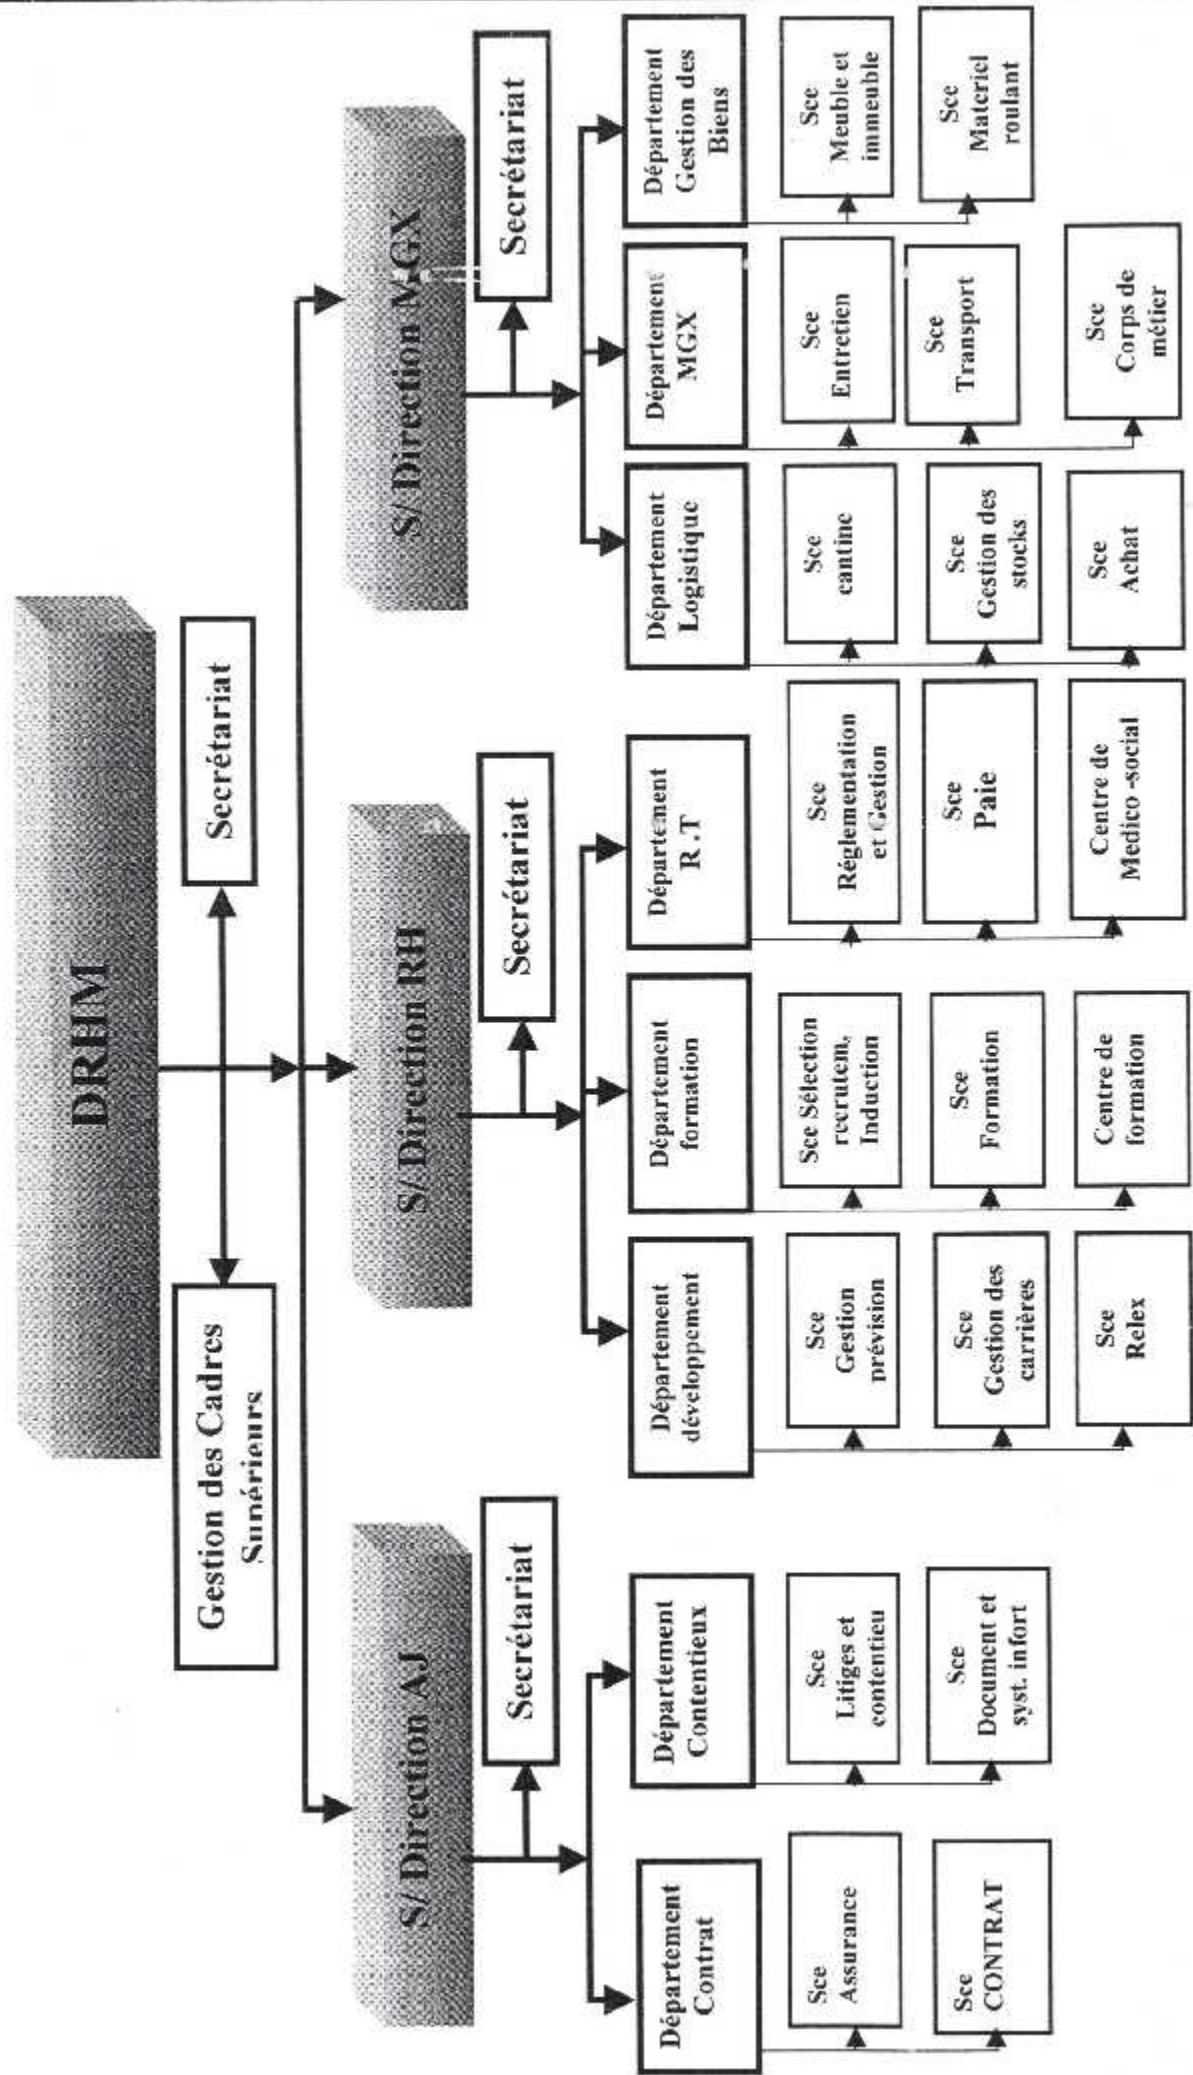 DRHM
Gestion des Cadres
Supérieurs
Secrétariat
S/ Direction AJ
S/ Direction RH
S/ Direction MGX
Secrétariat
Secrétariat
Secrétariat
Département
Contrat
Département
Contentieux
Département
développement
Département
formation
Département
R .T
Département
Logistique
Département
MGX
Département
Gestion des
Biens
Sce
Assurance
Sce
Litiges et
contentieu
Sce
Gestion
prévision
Sce Sélection
recrutem,
Induction
Sce
Réglementation
et Gestion
Sce
cantine
Sce
Entretien
Sce
Meuble et
immeuble
Sce
CONTRAT
Sce
Document et
syst. infort
Sce
Gestion des
carrières
Sce
Formation
Sce
Paie
Sce
Gestion des
stocks
Sce
Transport
Sce
Materiel
roulant
Sce
Relex
Centre de
formation
Centre de
Medico -social
Sce
Achat
Sce
Corps de
métier